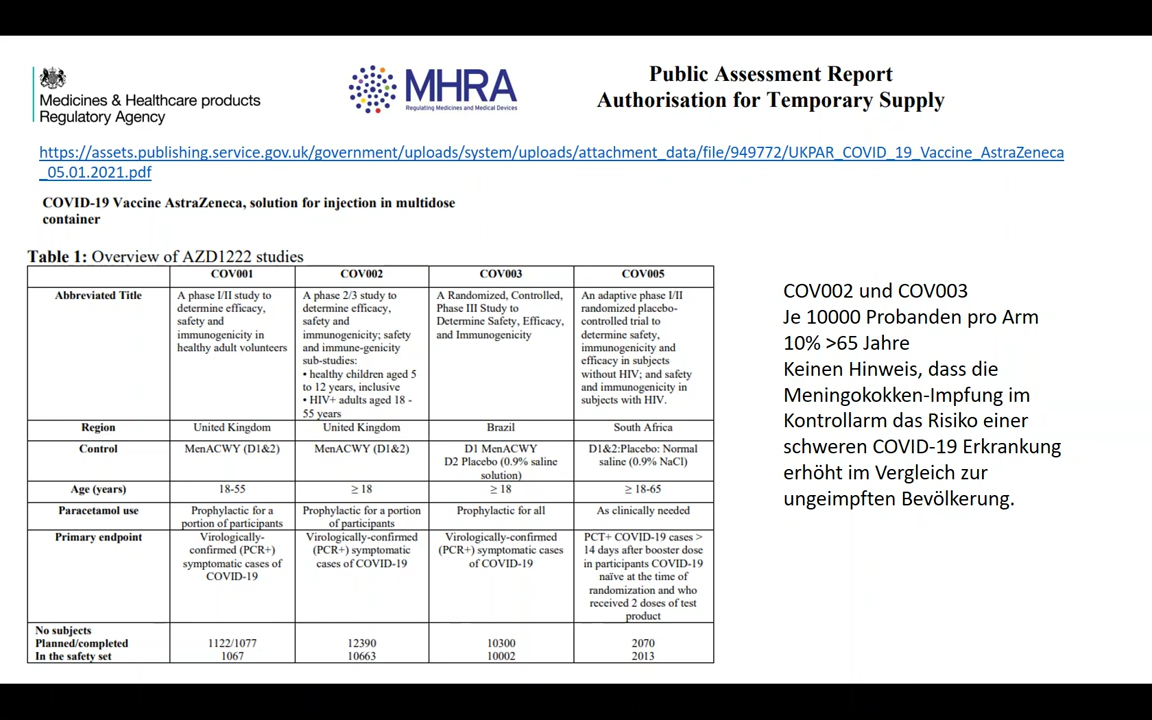 Medicines & Healthcare products
Regulatory Agency
MHRA
Regulating Medicines and Medical Devices
Public Assessment Report
Authorisation for Temporary Supply
https://assets.publishing.service.gov.uk/government/uploads/system/uploads/attachment_data/file/949772/UKPAR_COVID_19_Vaccine_AstraZeneca
_05.01.2021.pdf
COVID-19 Vaccine AstraZeneca, solution for injection in multidose
container
Table 1: Overview of AZD1222 studies
COV001 COV002 COV003 COV005
Abbreviated Title
A phase I/II study to
determine efficacy,
safety and
immunogenicity in
healthy adult volunteers
A phase 2/3 study to
determine efficacy,
safety and
immunogenicity; safety
and immune-genicity
sub-studies:
• healthy children aged 5
to 12 years, inclusive
• HIV+ adults aged 18 -
55 years
A Randomized, Controlled,
Phase III Study to
Determine Safety, Efficacy,
and Immunogenicity
An adaptive phase I/II
randomized placebo-
controlled trial to
determine safety,
immunogenicity and
efficacy in subjects
without HIV; and safety
and immunogenicity in
subjects with HIV.
Region United Kingdom United Kingdom Brazil South Africa
Control
MenACWY (D1&2)
MenACWY (D1&2)
D1 MenACWY
D2 Placebo (0.9% saline
solution)
D1&2:Placebo: Normal
saline (0.9% NaCl)
Age (years) 18-55 ≥ 18 ≥ 18 ≥ 18-65
Paracetamol use
Prophylactic for a
portion of participants
Prophylactic for a portion
of participants
Prophylactic for all
As clinically needed
Primary endpoint
Virologically-
confirmed (PCR+)
symptomatic cases of
COVID-19
Virologically-confirmed
(PCR+) symptomatic
cases of COVID-19
Virologically-confirmed
(PCR+) symptomatic cases
of COVID-19
PCT+ COVID-19 cases >
14 days after booster dose
in participants COVID-19
naïve at the time of
randomization and who
received 2 doses of test
product
No subjects
Planned/completed 1122/1077 12390 10300 2070
In the safety set 1067 10663 10002 2013
COV002 und COV003
Je 10000 Probanden pro Arm
10% >65 Jahre
Keinen Hinweis, dass die
Meningokokken-Impfung im
Kontrollarm das Risiko einer
schweren COVID-19 Erkrankung
erhöht im Vergleich zur
ungeimpften Bevölkerung.